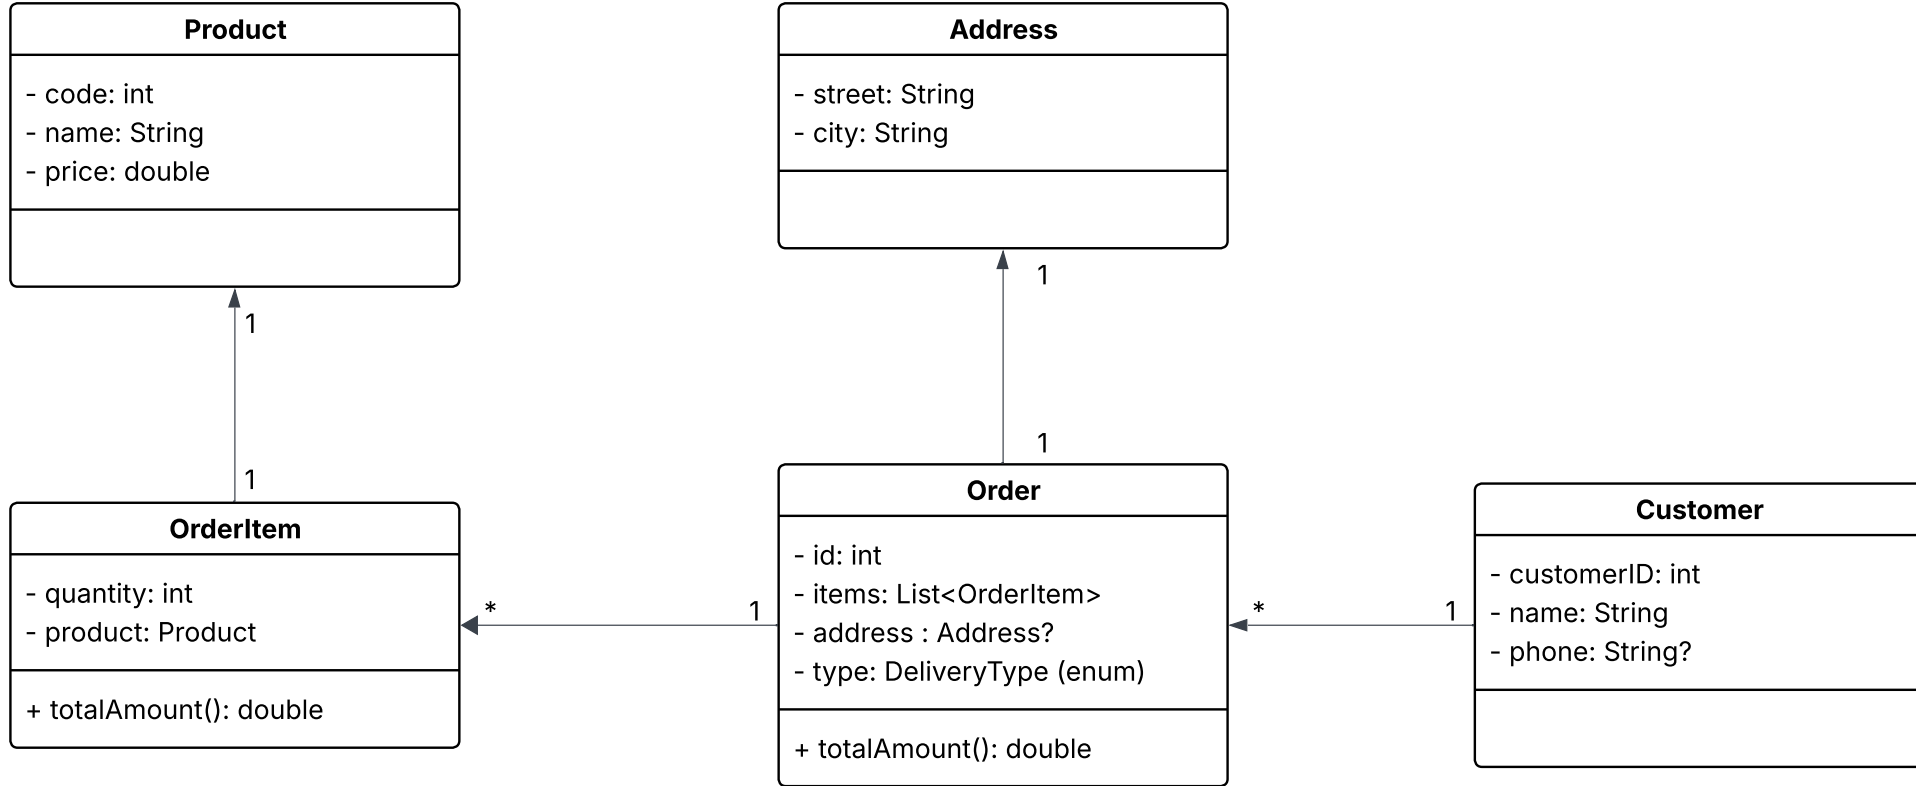 Product
- code: int
- name: String
- price: double
Address
- street: String
- city: String
1
1
1
1
OrderItem
- quantity: int
- product: Product
+ totalAmount(): double
*
1
Order
- id: int
- items: List<OrderItem>
- address : Address?
- type: DeliveryType (enum)
+ totalAmount(): double
*
1
Customer
- customerID: int
- name: String
- phone: String?